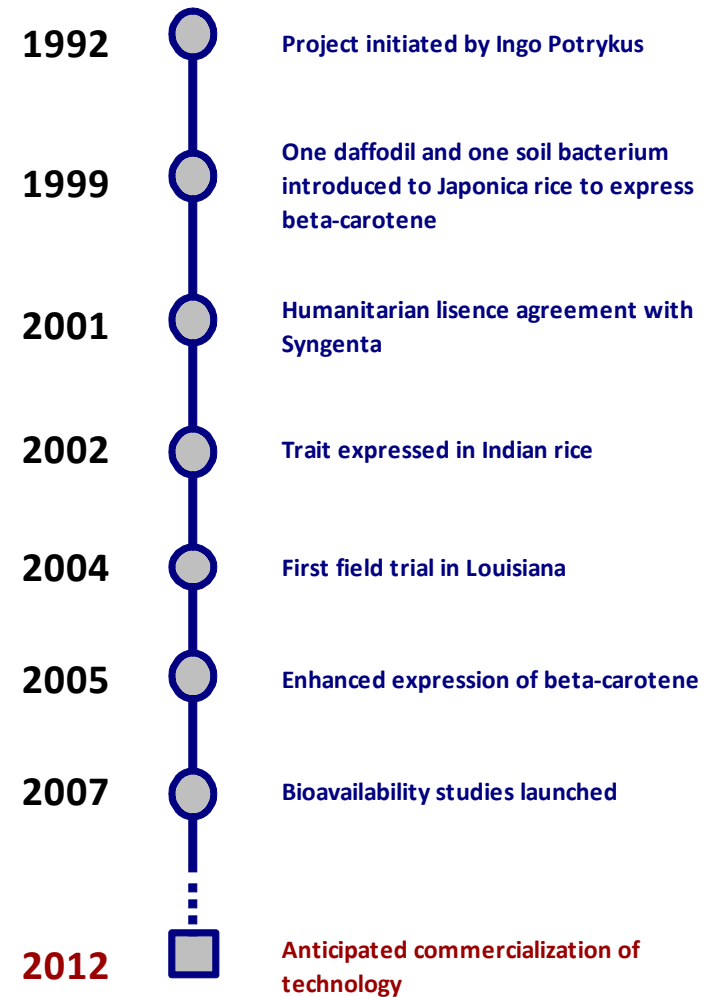 1992
Project initiated by Ingo Potrykus
1999
One daffodil and one soil bacterium
introduced to Japonica rice to express
beta-carotene
2001
Humanitarian lisence agreement with
Syngenta
2002
Trait expressed in Indian rice
2004
First field trial in Louisiana
2005
Enhanced expression of beta-carotene
2007
Bioavailability studies launched
2012
Anticipated commercialization of
technology